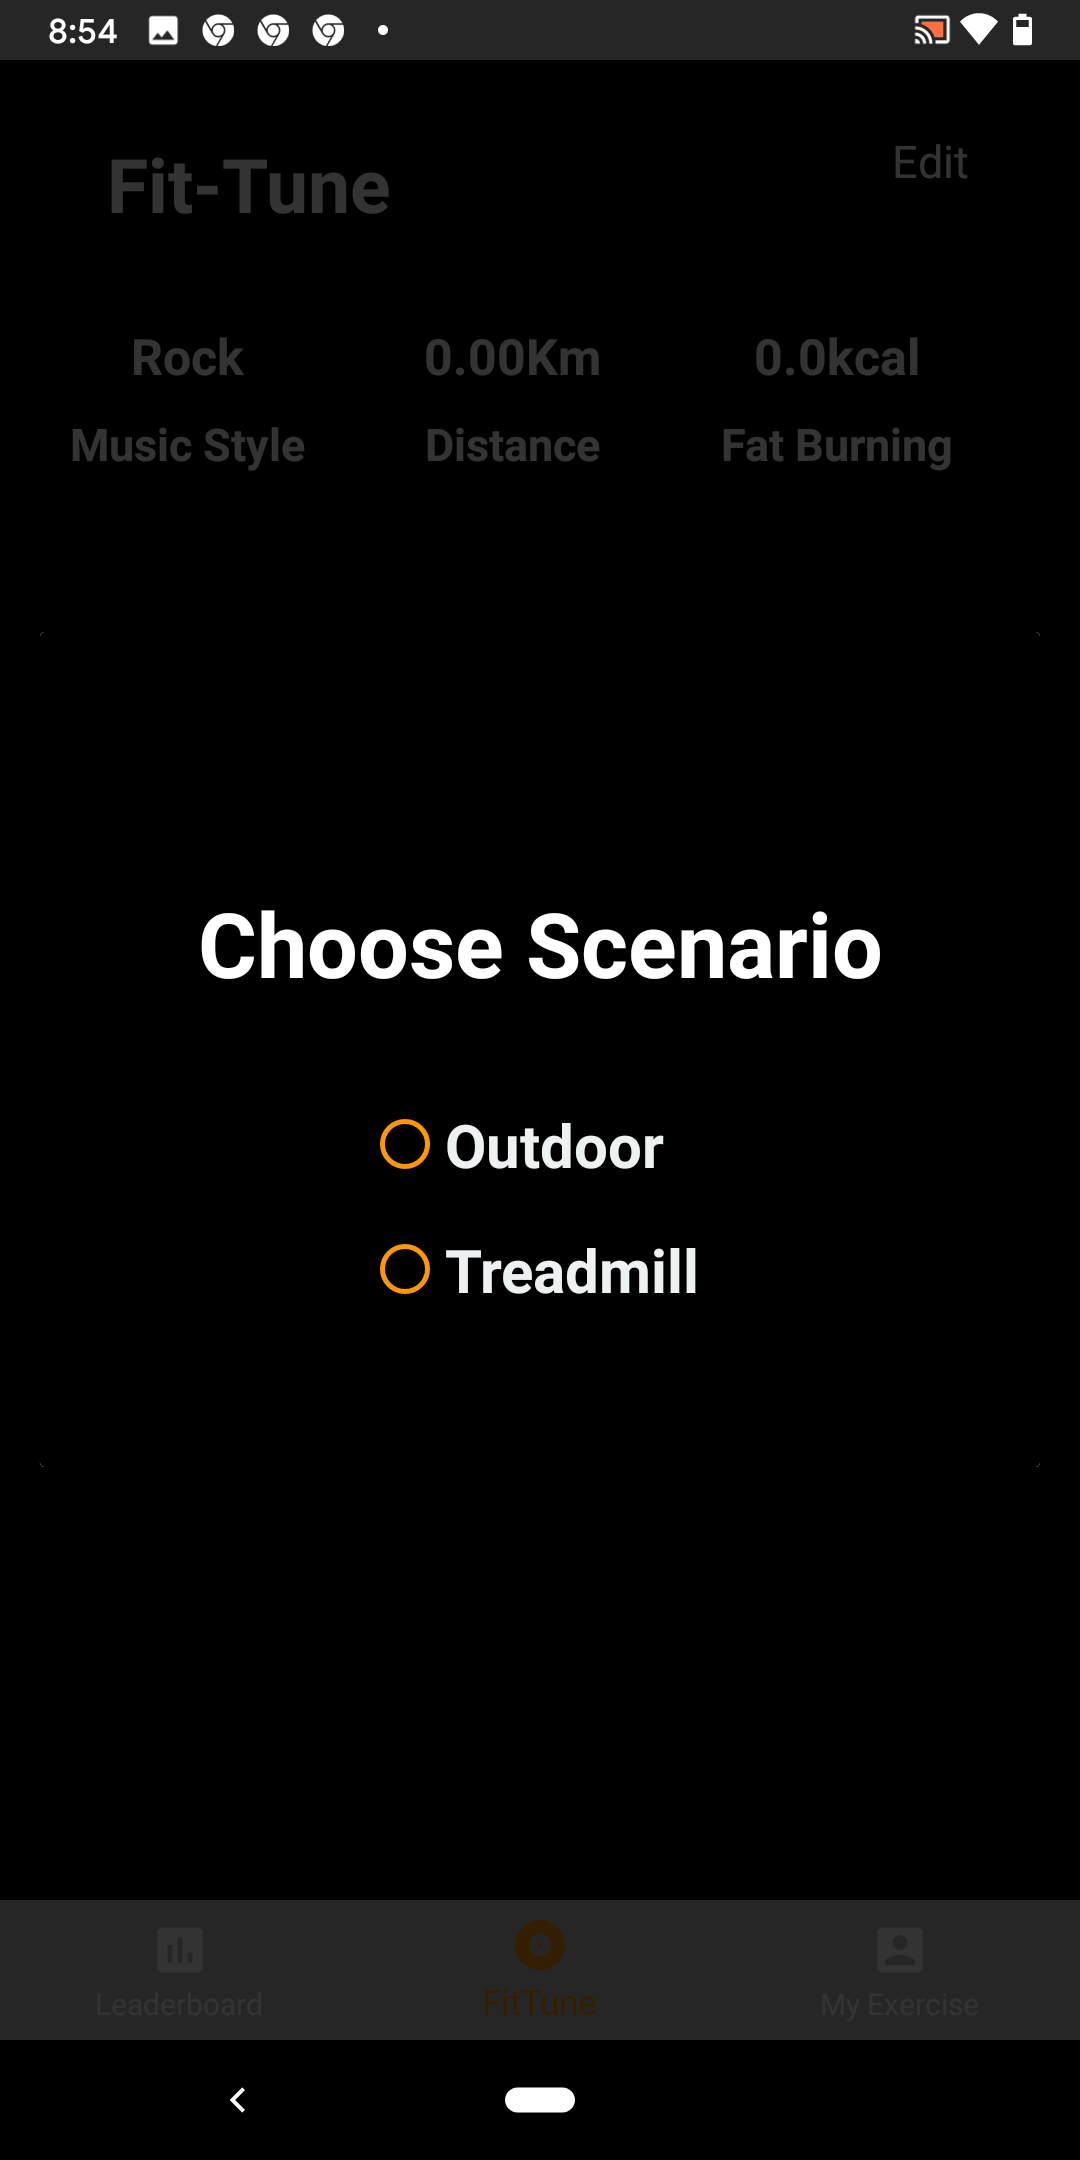 8:54
Fit-Tune
Edit
Rock 0.00Km 0.0kcal
Music Style Distance Fat Burning
Choose Scenario
Outdoor
Treadmill
Leaderboard FitTune My Exercise